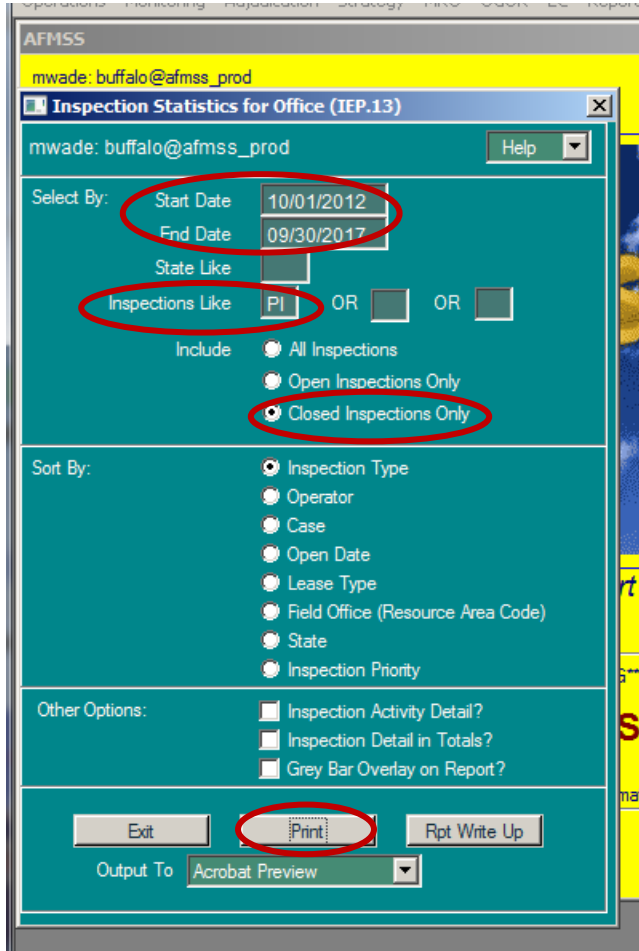 Operations Monitoring Adjudication Strategy
AFMSS
mwade: buffalo@afmss_prod
Inspection Statistics for Office (IEP.13)
mwade: buffalo@afmss_prod Help
Select By: Start Date 10/01/2012
End Date 09/30/2017
State Like
Inspections Like PI OR OR
Include All Inspections
Open Inspections Only
Closed Inspections Only
Sort By: Inspection Type
Operator
Case
Open Date
Lease Type
Field Office (Resource Area Code)
State
Inspection Priority
Other Options: Inspection Activity Detail?
Inspection Detail in Totals?
Grey Bar Overlay on Report?
Exit Print Rpt Write Up
Output To Acrobat Preview